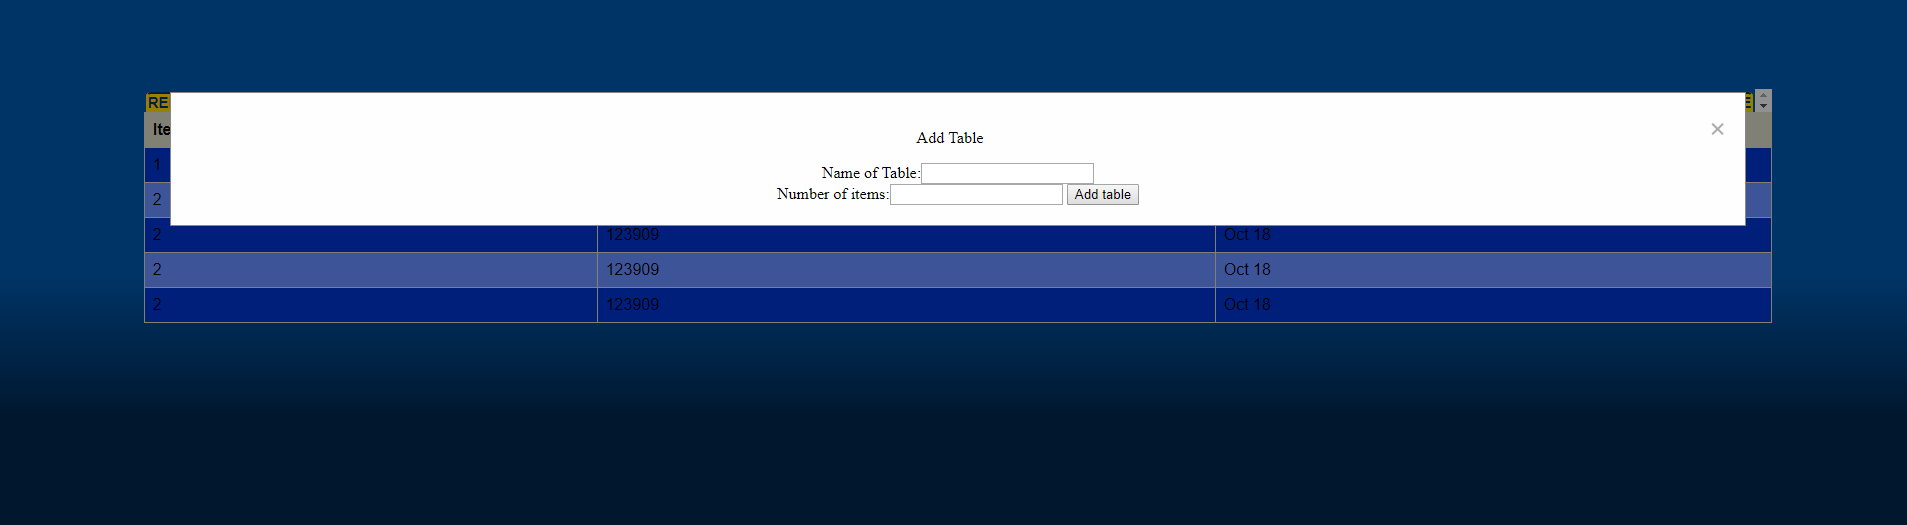 RE
Ite
Add Table
×
1
Name of Table:
2
Number of items: Add table
2 123909 Oct 18
2 123909 Oct 18
2 123909 Oct 18